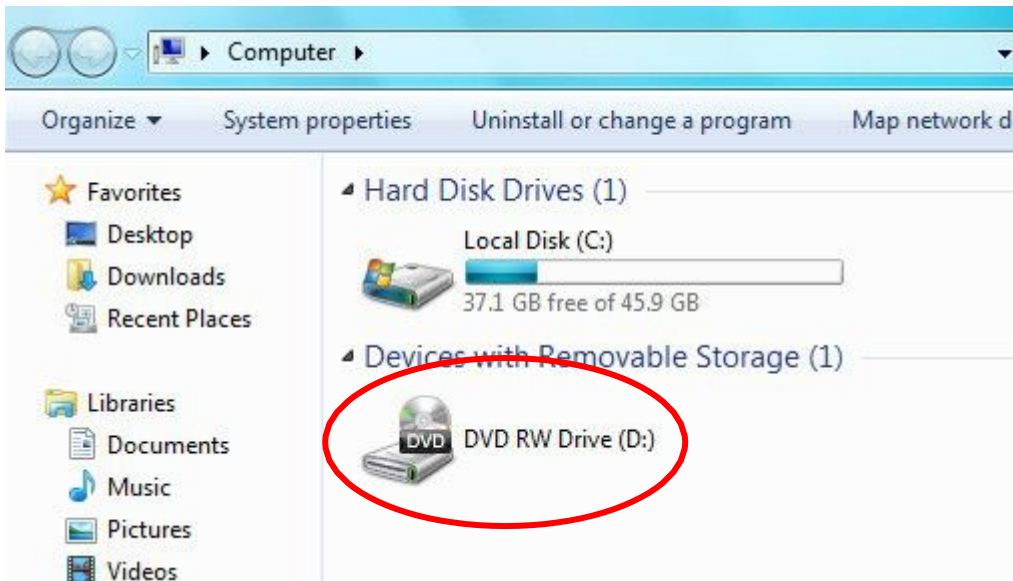 Computer
Organize System properties Uninstall or change a program Map network d
Favorites
Desktop
Downloads
Recent Places
Libraries
Documents
Music
Pictures
Videos
Hard Disk Drives (1)
Local Disk (C:)
37.1 GB free of 45.9 GB
Devices with Removable Storage (1)
DVD
DVD RW Drive (D:)